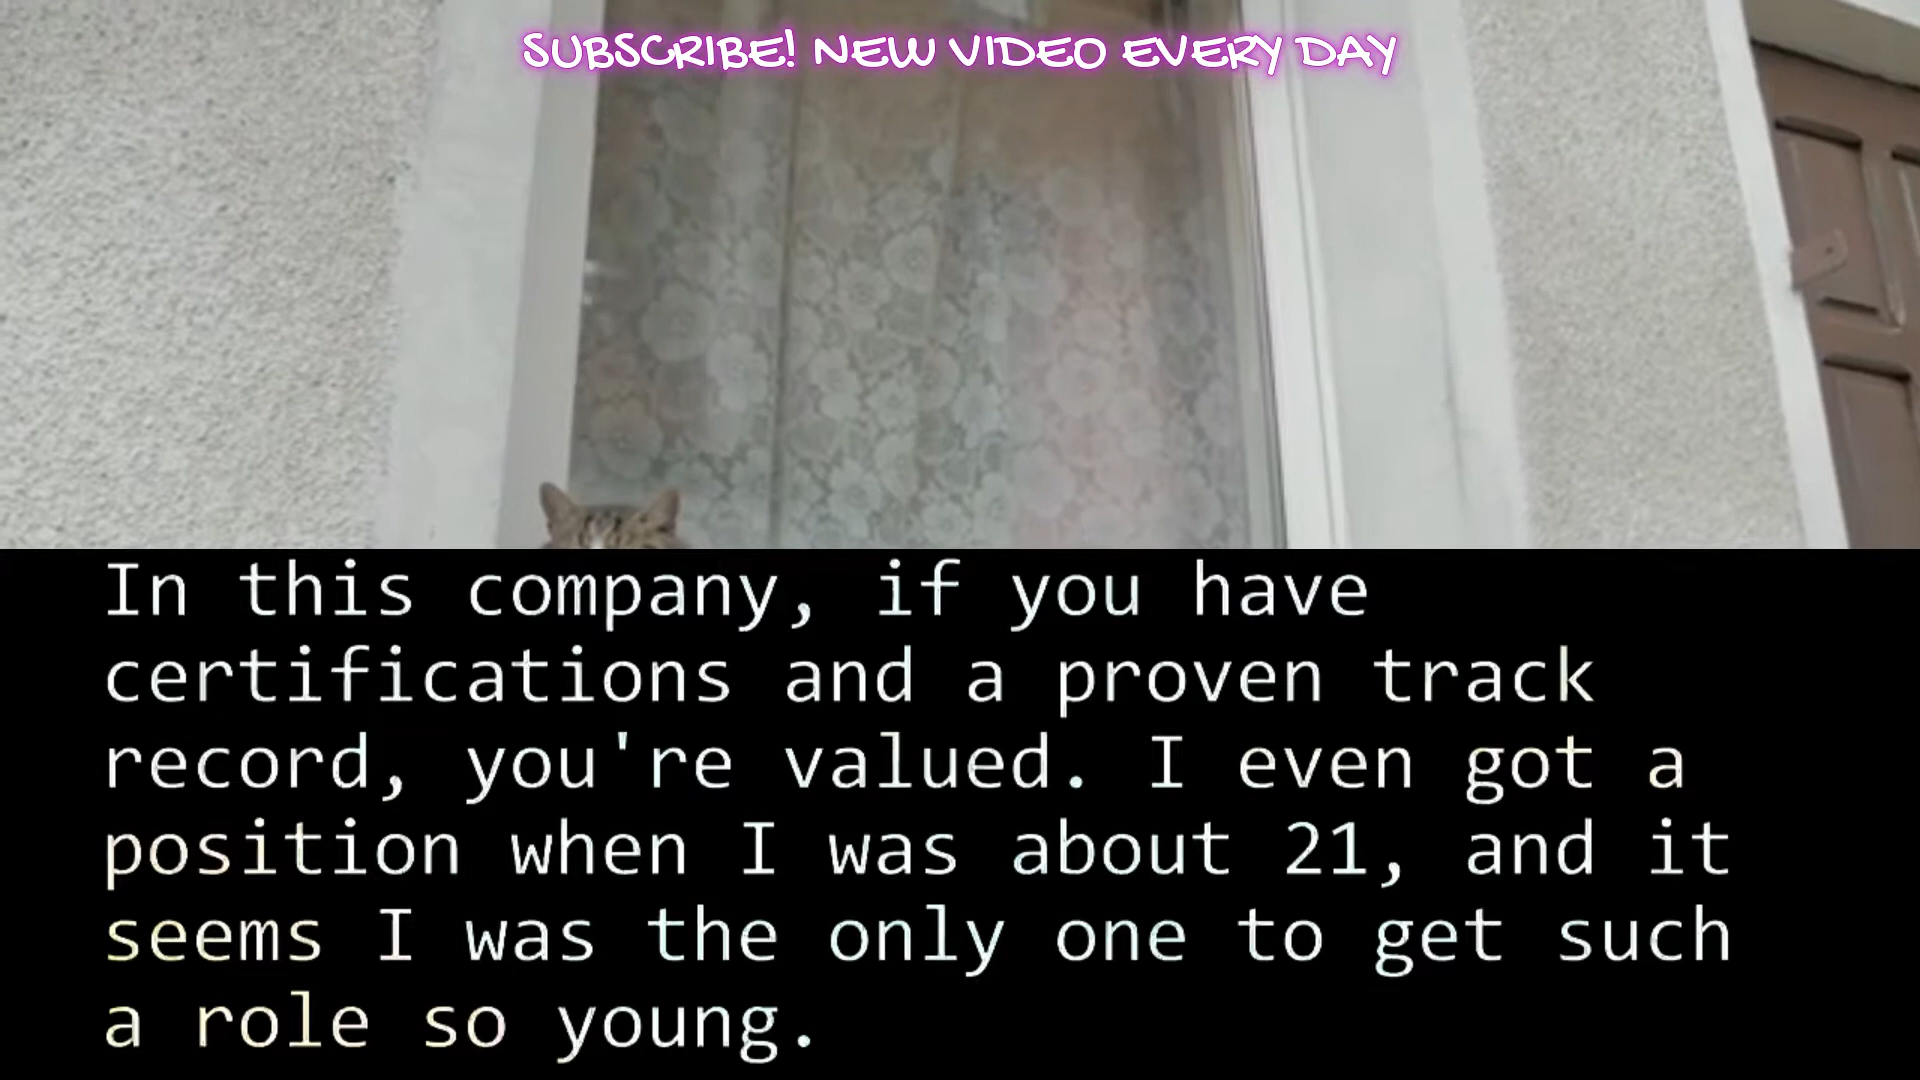 SUBSCRIBE! NEW VIDEO EVERY DAY
In this company, if you have
certifications and a proven track
record, you're valued. I even got a
position when I was about 21, and it
seems I was the only one to get such
a role so young.